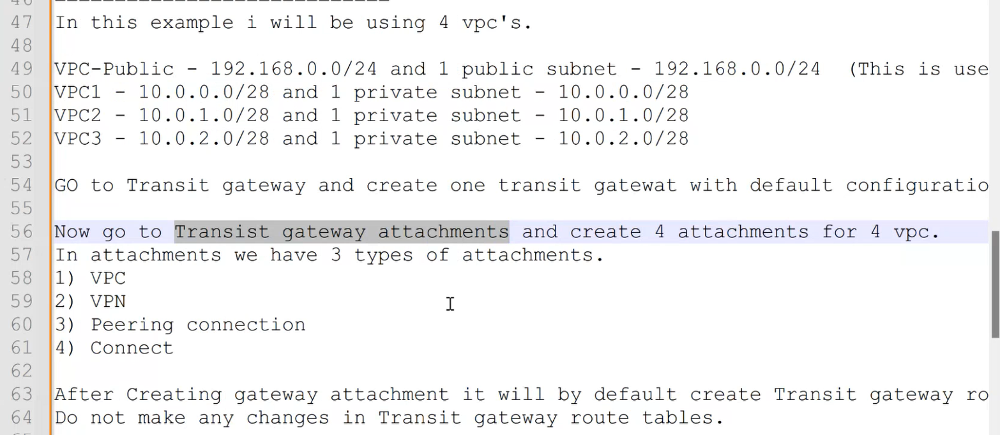 46 -----------------------------
47 In this example i will be using 4 vpc's.
48
49 VPC-Public - 192.168.0.0/24 and 1 public subnet - 192.168.0.0/24 (This is use
50 VPC1 - 10.0.0.0/28 and 1 private subnet - 10.0.0.0/28
51 VPC2 - 10.0.1.0/28 and 1 private subnet - 10.0.1.0/28
52 VPC3 - 10.0.2.0/28 and 1 private subnet - 10.0.2.0/28
53
54 GO to Transit gateway and create one transit gatewat with default configuratio
55
56 Now go to Transist gateway attachments and create 4 attachments for 4 vpc.
57 In attachments we have 3 types of attachments.
58 1) VPC
59 2) VPN
60 3) Peering connection
61 4) Connect
62
63 After Creating gateway attachment it will by default create Transit gateway ro
64 Do not make any changes in Transit gateway route tables.